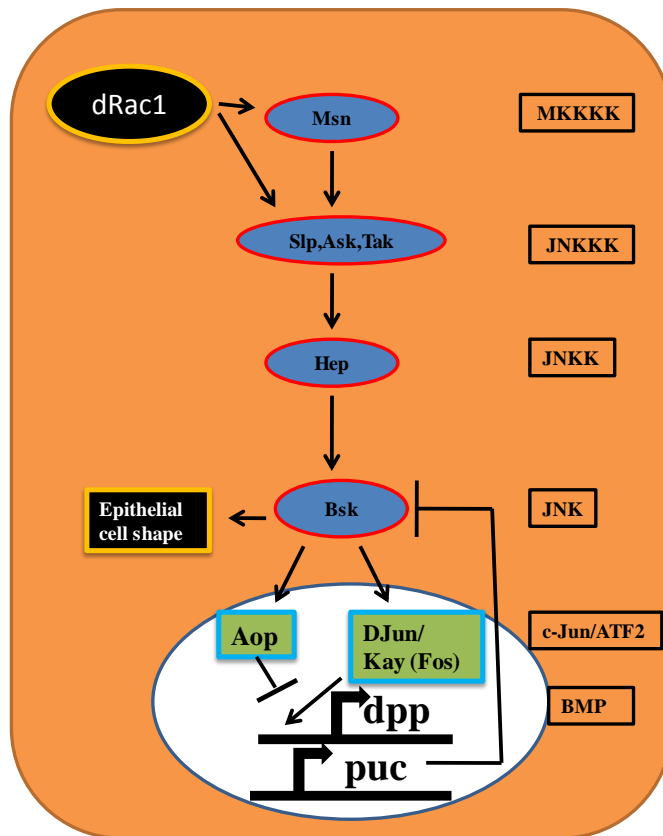 dRac1
Msn
MKKKK
Slp,Ask,Tak
JNKKK
Hep
JNKK
Epithelial
cell shape
Bsk
JNK
Aop
DJun/
Kay (Fos)
c-Jun/ATF2
dpp
BMP
puc